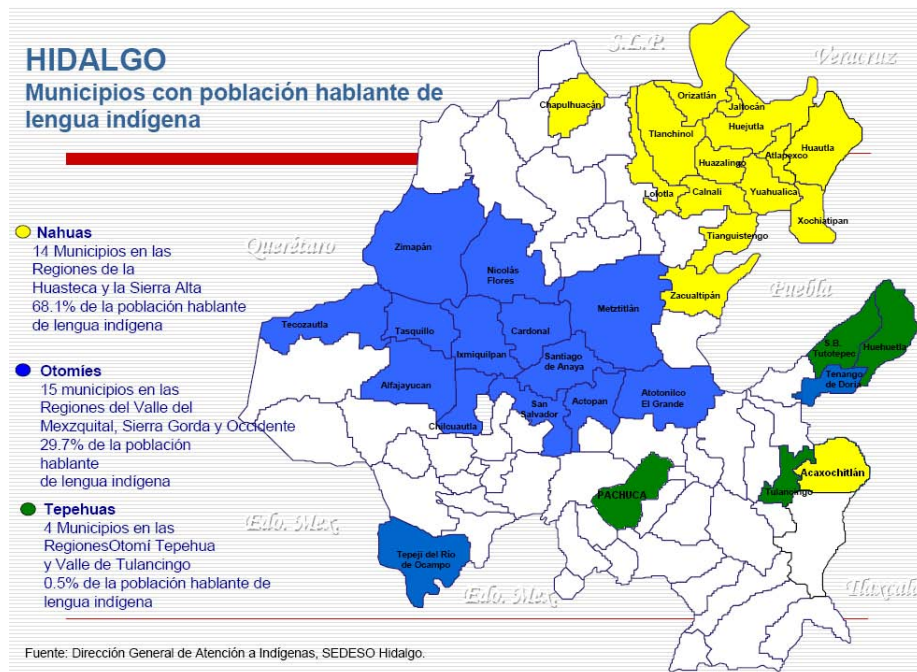 HIDALGO
Municipios con población hablante de
lengua indígena
S.L.P.
Veracruz
Chapulhuacán
Orizatlán
Jaltocán
Tlanchinol
Huejutla
Atlapexco
Huautla
Huazalingo
Lolotla
Calnali
Yuahualica
Xochiatipan
Tianguistengo
Zacualtipán
Nahuas
14 Municipios en las
Regiones de la
Huasteca y la Sierra Alta
68.1% de la población hablante
de lengua indígena
Querétaro
Zimapán
Nicolás
Flores
Metztitlán
Puebla
Tecozautla
Tasquillo
Cardonal
Ixmiquilpan
Santiago
de Anaya
Alfajayucan
San
Salvador
Actopan
Atotonilco
El Grande
Chilcuautla
S.B.
Tutotepec
Huehuetla
Tenango
de Doria
Otomíes
15 municipios en las
Regiones del Valle del
Mexzquital, Sierra Gorda y Occidente
29.7% de la población
hablante
de lengua indígena
Acaxochitlán
Tulancingo
PACHUCA
Tepehuas
4 Municipios en las
RegionesOtomí Tepehua
y Valle de Tulancingo
0.5% de la población hablante de
lengua indígena
Edo. Mex.
Tepeji del Río
de Ocampo
Edo. Mex.
Tlaxcala
Fuente: Dirección General de Atención a Indígenas, SEDESO Hidalgo.